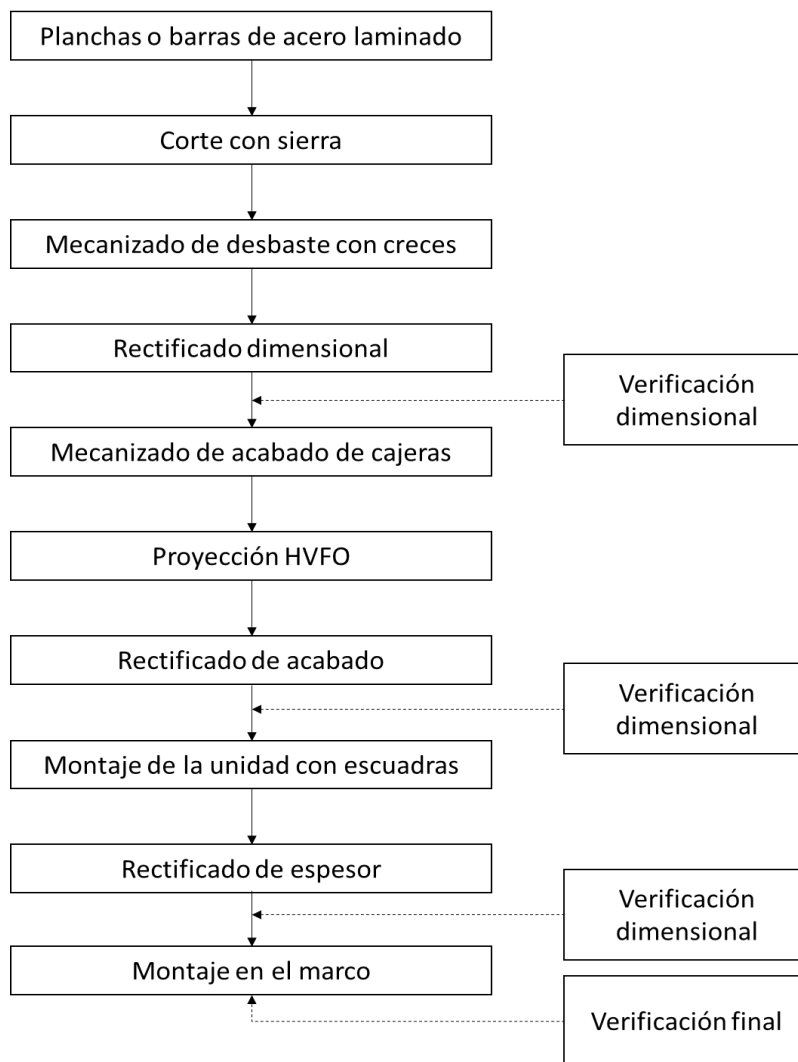 Planchas o barras de acero laminado
Corte con sierra
Mecanizado de desbaste con creces
Rectificado dimensional
Verificación
dimensional
Mecanizado de acabado de cajeras
Proyección HVFO
Rectificado de acabado
Verificación
dimensional
Montaje de la unidad con escuadras
Rectificado de espesor
Verificación
dimensional
Montaje en el marco
Verificación final